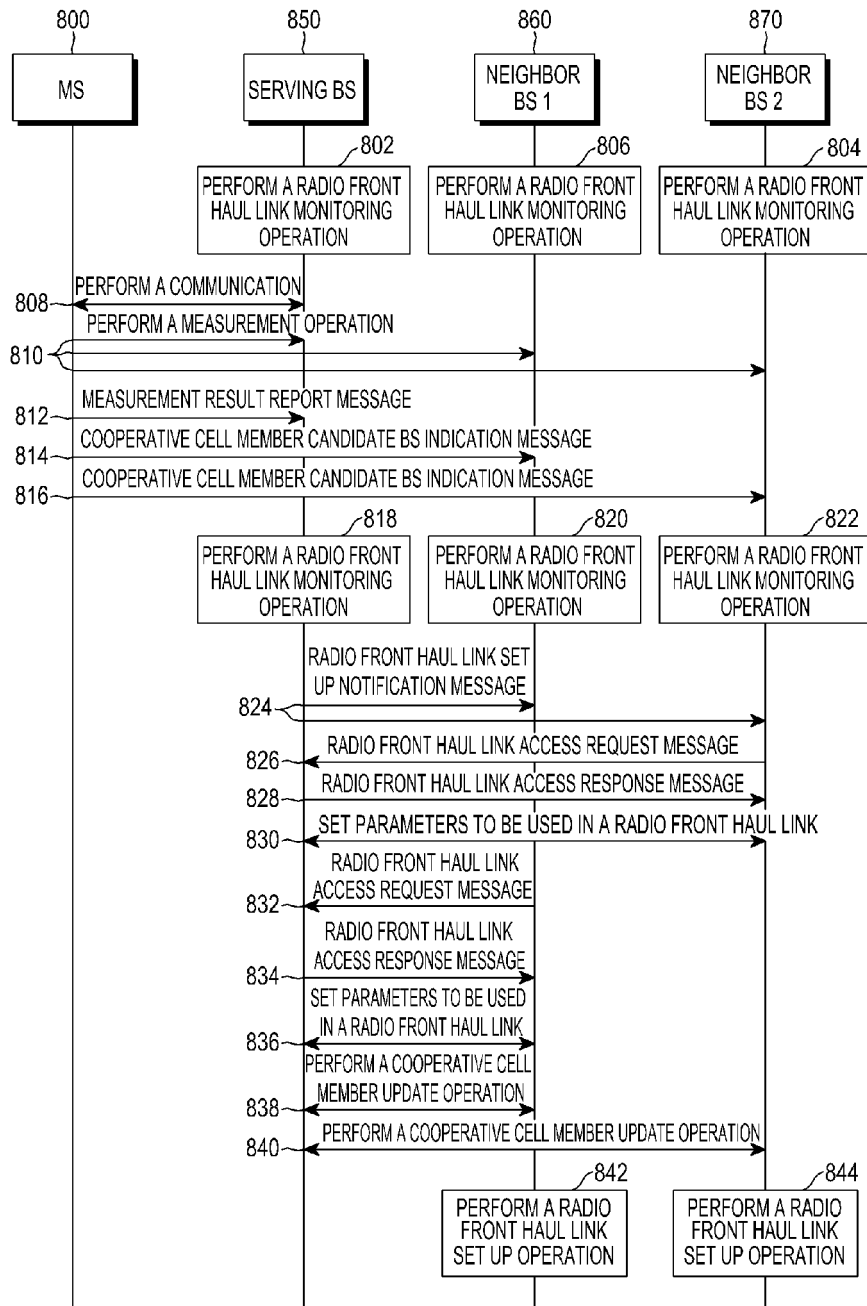 800
850
860
870
MS
SERVING BS
NEIGHBOR
BS 1
NEIGHBOR
BS 2
802
806
804
PERFORM A RADIO FRONT
HAUL LINK MONITORING
OPERATION
PERFORM A RADIO FRONT
HAUL LINK MONITORING
OPERATION
PERFORM A RADIO FRONT
HAUL LINK MONITORING
OPERATION
PERFORM A COMMUNICATION
808
PERFORM A MEASUREMENT OPERATION
810
MEASUREMENT RESULT REPORT MESSAGE
812
COOPERATIVE CELL MEMBER CANDIDATE BS INDICATION MESSAGE
814
COOPERATIVE CELL MEMBER CANDIDATE BS INDICATION MESSAGE
816
818
820
822
PERFORM A RADIO FRONT
HAUL LINK MONITORING
OPERATION
PERFORM A RADIO FRONT
HAUL LINK MONITORING
OPERATION
PERFORM A RADIO FRONT
HAUL LINK MONITORING
OPERATION
RADIO FRONT HAUL LINK SET
UP NOTIFICATION MESSAGE
824
RADIO FRONT HAUL LINK ACCESS REQUEST MESSAGE
826
RADIO FRONT HAUL LINK ACCESS RESPONSE MESSAGE
828
SET PARAMETERS TO BE USED IN A RADIO FRONT HAUL LINK
830
RADIO FRONT HAUL LINK
ACCESS REQUEST MESSAGE
832
RADIO FRONT HAUL LINK
ACCESS RESPONSE MESSAGE
834
SET PARAMETERS TO BE USED
IN A RADIO FRONT HAUL LINK
836
PERFORM A COOPERATIVE CELL
MEMBER UPDATE OPERATION
838
PERFORM A COOPERATIVE CELL MEMBER UPDATE OPERATION
840
842
844
PERFORM A RADIO
FRONT HAUL LINK
SET UP OPERATION
PERFORM A RADIO
FRONT HAUL LINK
SET UP OPERATION